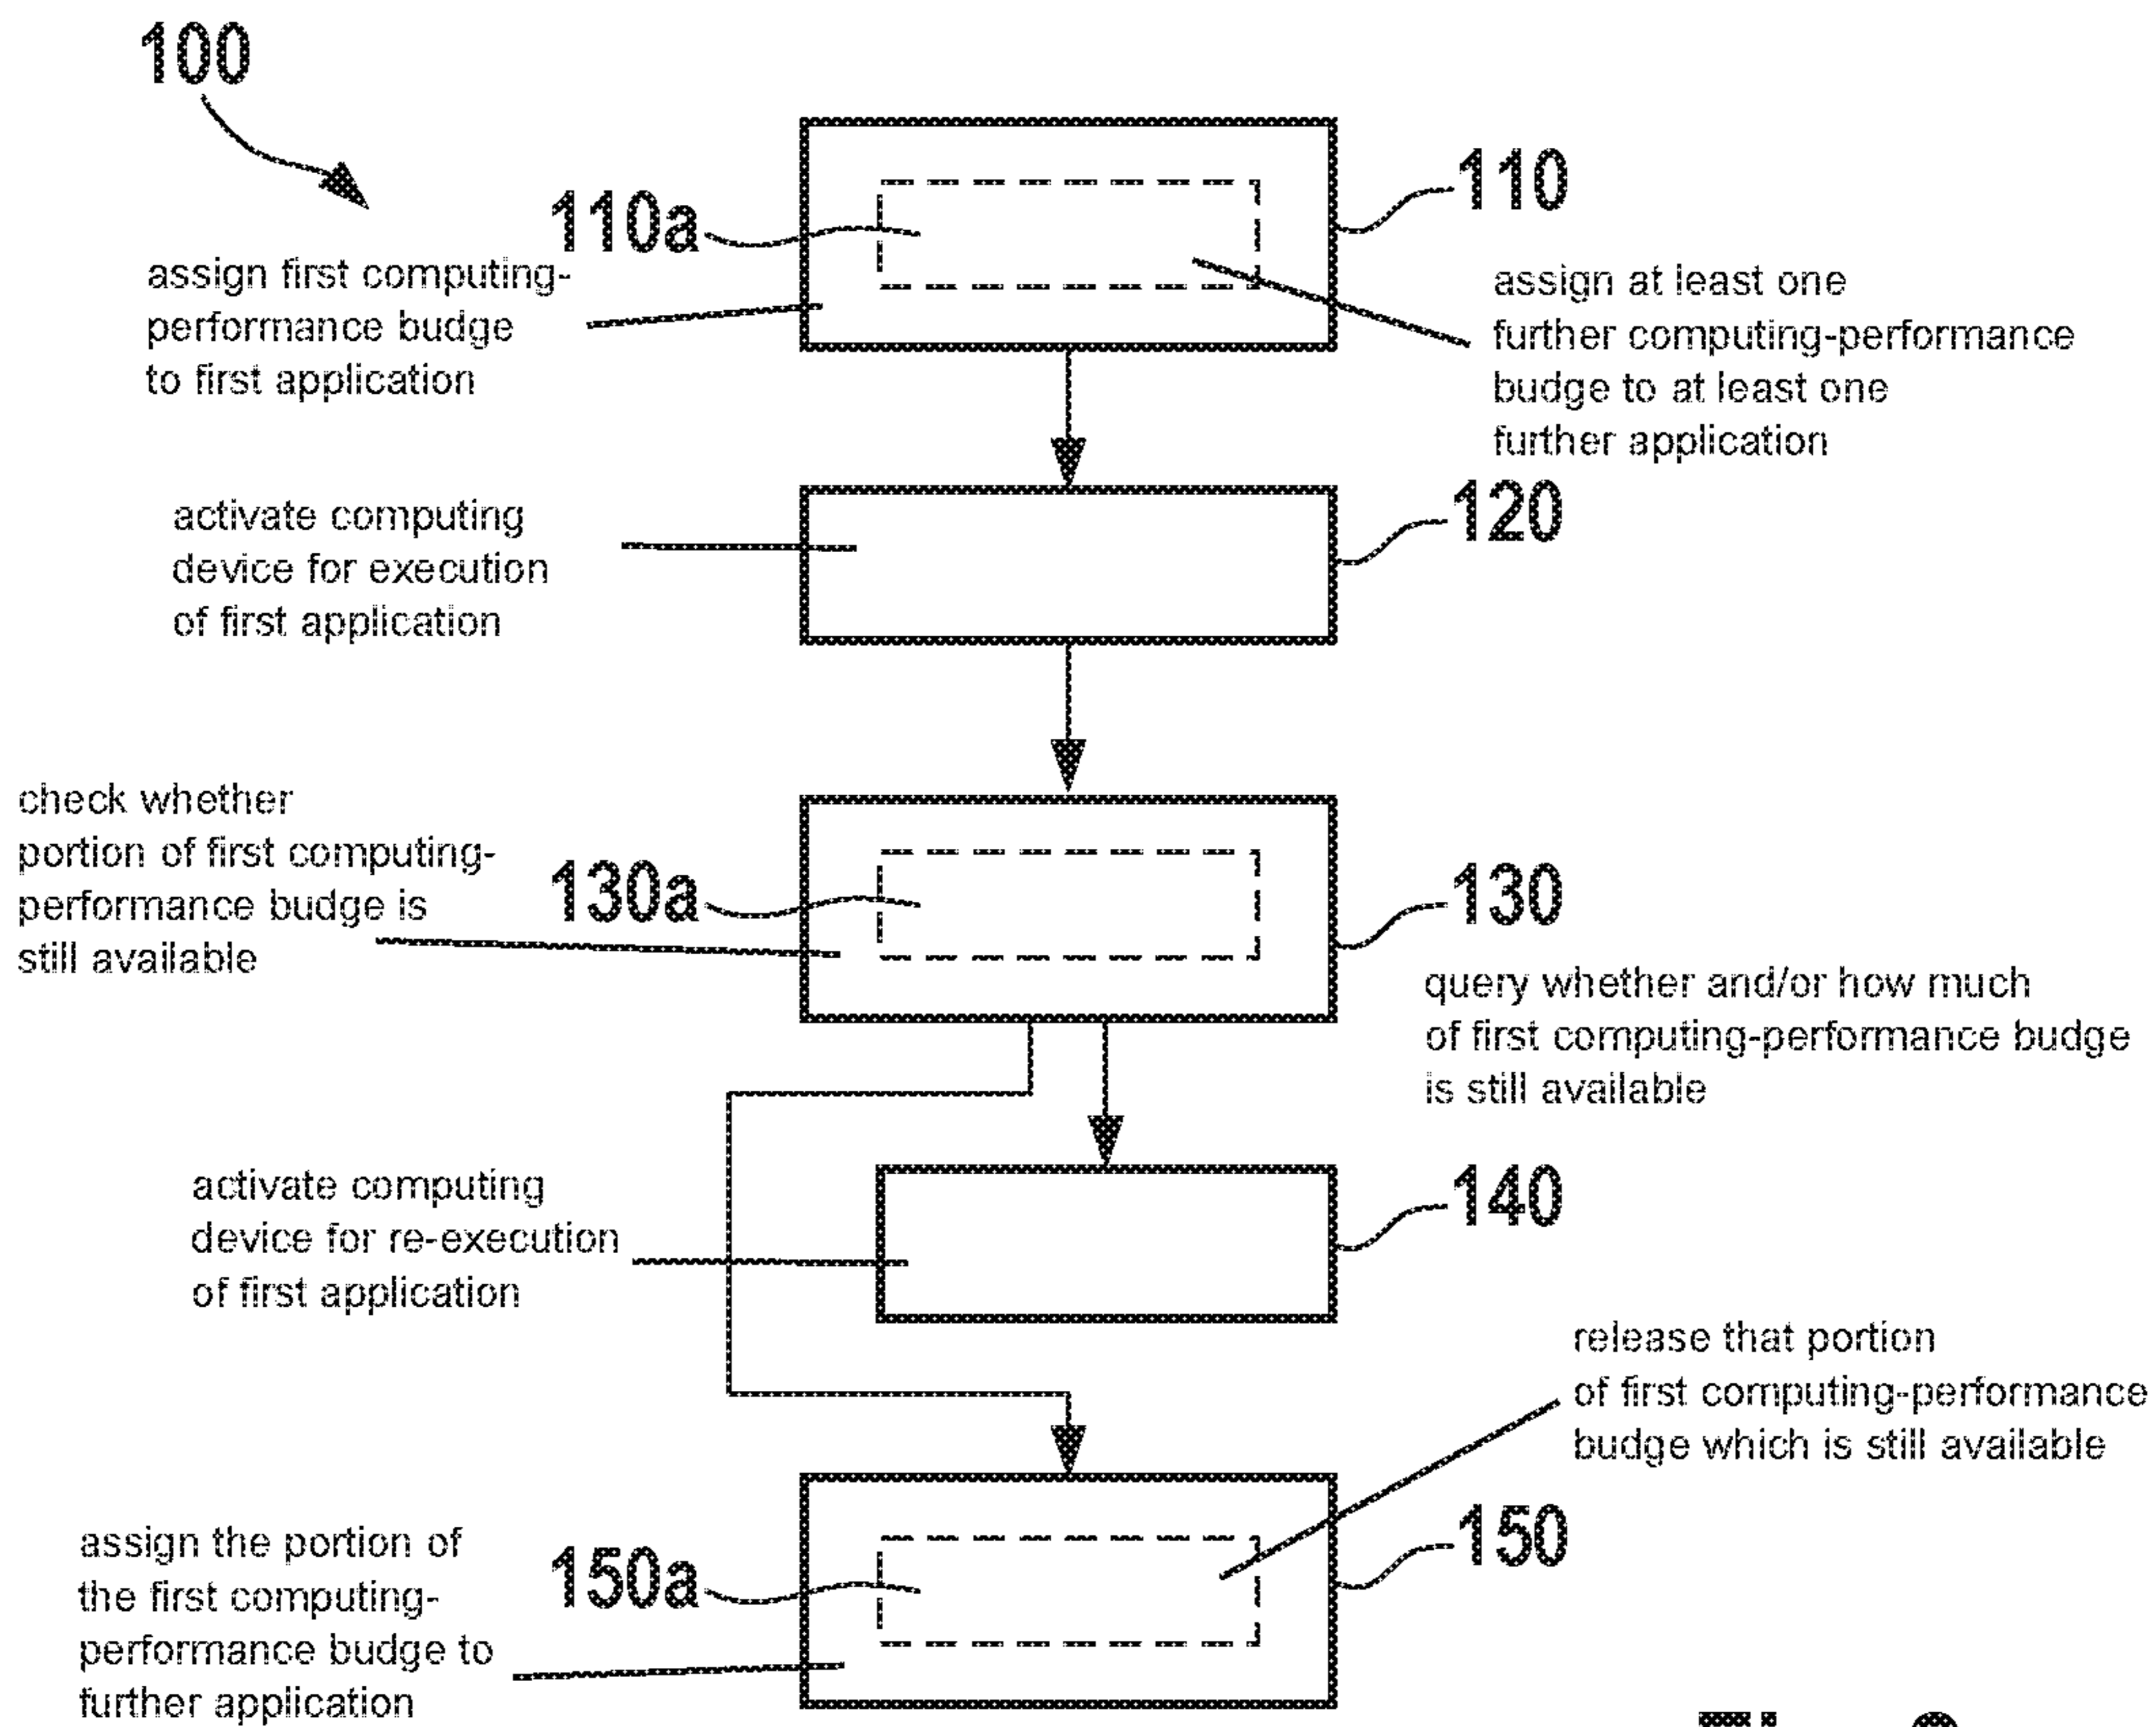 100
110
110a
assign first computing-
performance budge
to first application
assign at least one
further computing-performance
budge to at least one
further application
120
activate computing
device for execution
of first application
check whether
portion of first computing-
performance budge is
still available
130a
130
query whether and/or how much
of first computing-performance budge
is still available
140
activate computing
device for re-execution
of first application
release that portion
of first computing-performance
budge which is still available
150
150a
assign the portion of
the first computing-
performance budge to
further application